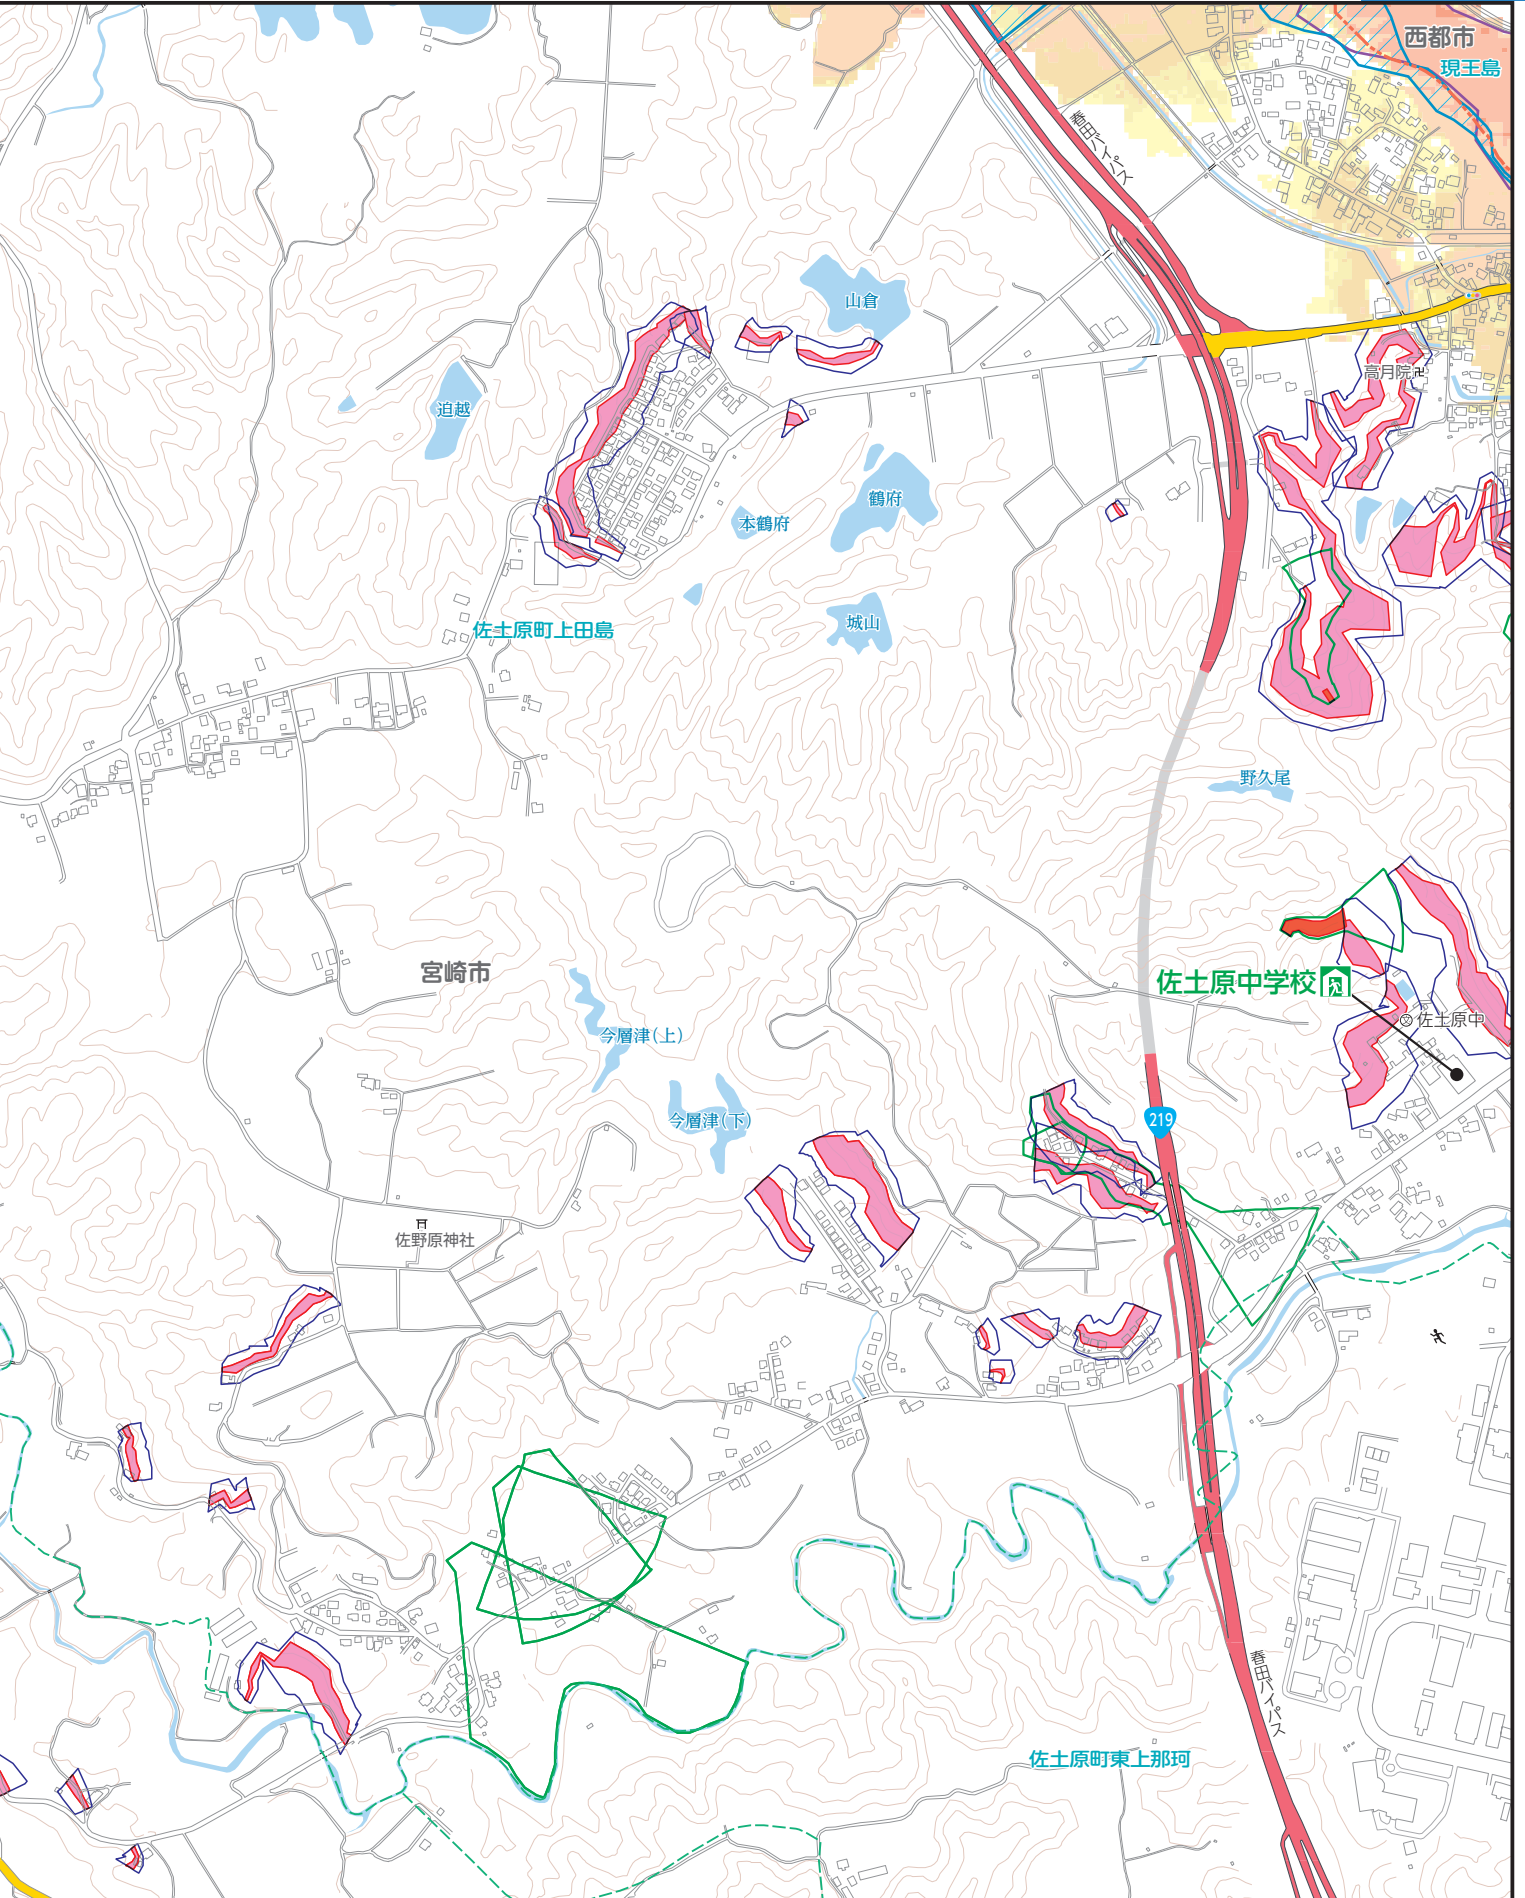 西都市
現王島
春田バイパス
山倉
高月院
迫越
鶴府
本鶴府
城山
佐土原町上田島
野久尾
宮崎市
佐土原中学校
佐土原中
今層津(上)
今層津(下)
219
佐野原神社
春田バイパス
佐土原町東上那珂